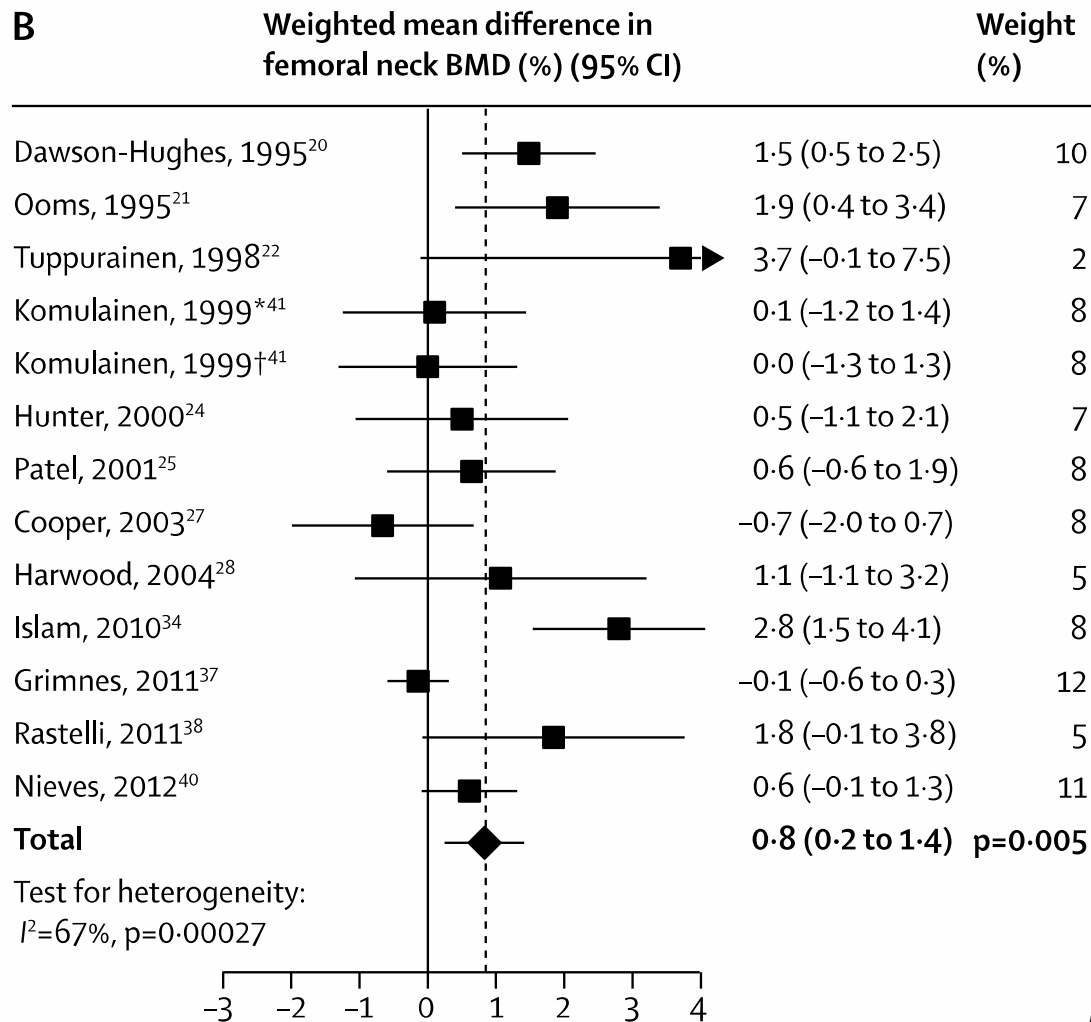 B Weighted mean difference in Weight
femoral neck BMD (%) (95% CI) (%)
Dawson-Hughes, 1995²⁰ 1·5 (0·5 to 2·5) 10
Ooms, 1995²¹ 1·9 (0·4 to 3·4) 7
Tuppurainen, 1998²² 3·7 (–0·1 to 7·5) 2
Komulainen, 1999*⁴¹ 0·1 (–1·2 to 1·4) 8
Komulainen, 1999†⁴¹ 0·0 (–1·3 to 1·3) 8
Hunter, 2000²⁴ 0·5 (–1·1 to 2·1) 7
Patel, 2001²⁵ 0·6 (–0·6 to 1·9) 8
Cooper, 2003²⁷ –0·7 (–2·0 to 0·7) 8
Harwood, 2004²⁸ 1·1 (–1·1 to 3·2) 5
Islam, 2010³⁴ 2·8 (1·5 to 4·1) 8
Grimnes, 2011³⁷ –0·1 (–0·6 to 0·3) 12
Rastelli, 2011³⁸ 1·8 (–0·1 to 3·8) 5
Nieves, 2012⁴⁰ 0·6 (–0·1 to 1·3) 11
Total 0·8 (0·2 to 1·4) p=0·005
Test for heterogeneity:
I²=67%, p=0·00027
–3 –2 –1 0 1 2 3 4